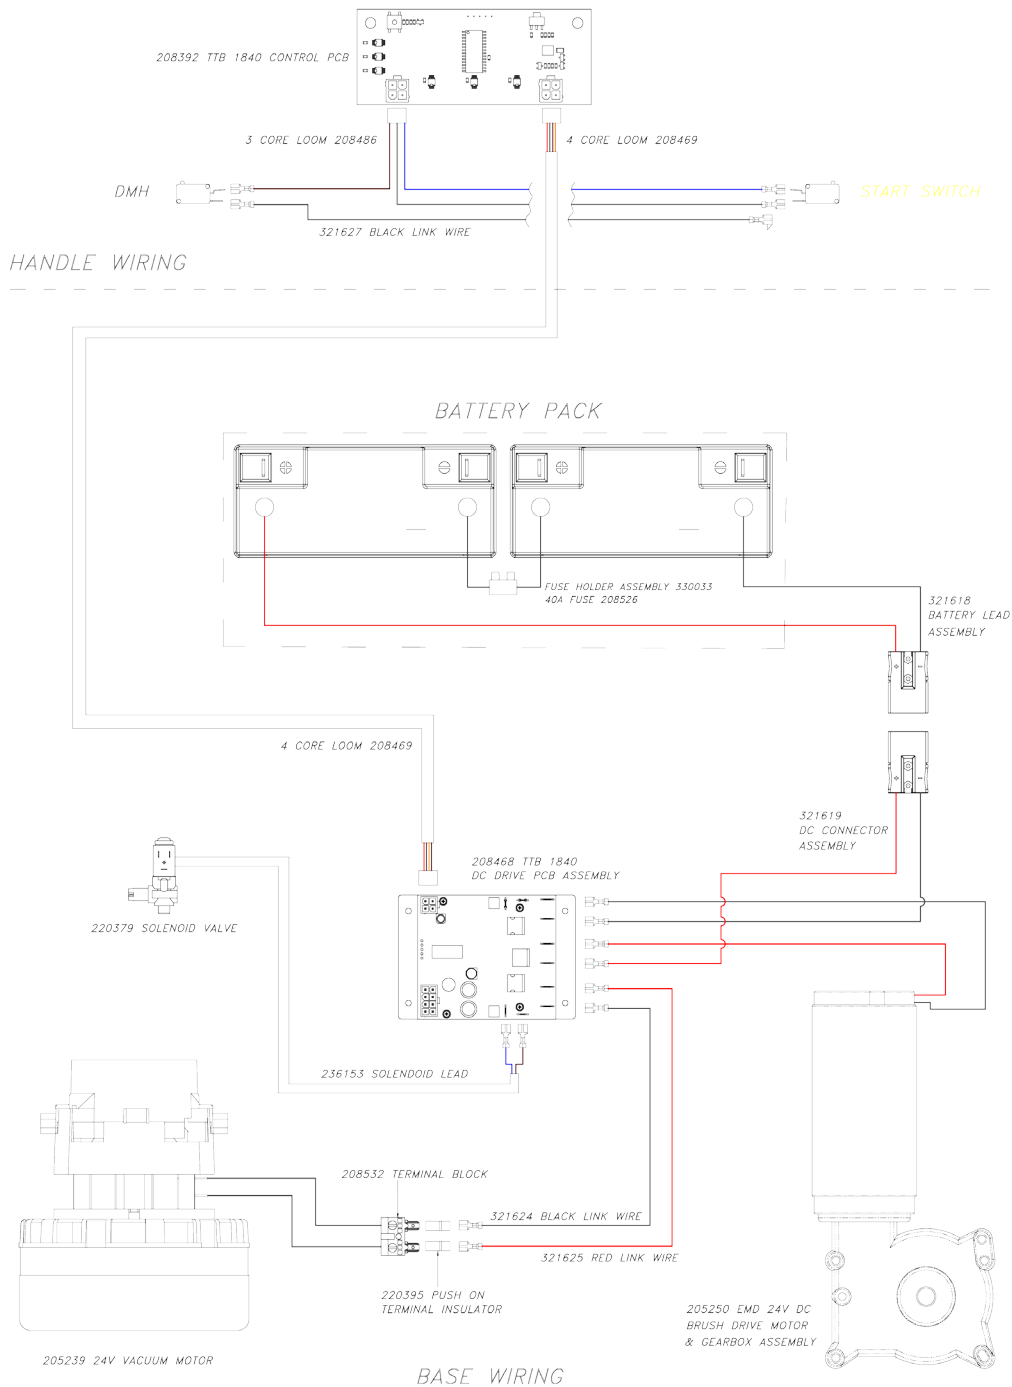 208392 TTB 1840 CONTROL PCB
3 CORE LOOM 208486
4 CORE LOOM 208469
DMH
START SWITCH
321627 BLACK LINK WIRE
HANDLE WIRING
BATTERY PACK
FUSE HOLDER ASSEMBLY 330033
40A FUSE 208526
321618
BATTERY LEAD
ASSEMBLY
4 CORE LOOM 208469
321619
DC CONNECTOR
ASSEMBLY
208468 TTB 1840
DC DRIVE PCB ASSEMBLY
220379 SOLENOID VALVE
236153 SOLENDOID LEAD
208532 TERMINAL BLOCK
321624 BLACK LINK WIRE
321625 RED LINK WIRE
220395 PUSH ON
TERMINAL INSULATOR
205250 EMD 24V DC
BRUSH DRIVE MOTOR
& GEARBOX ASSEMBLY
205239 24V VACUUM MOTOR
BASE WIRING